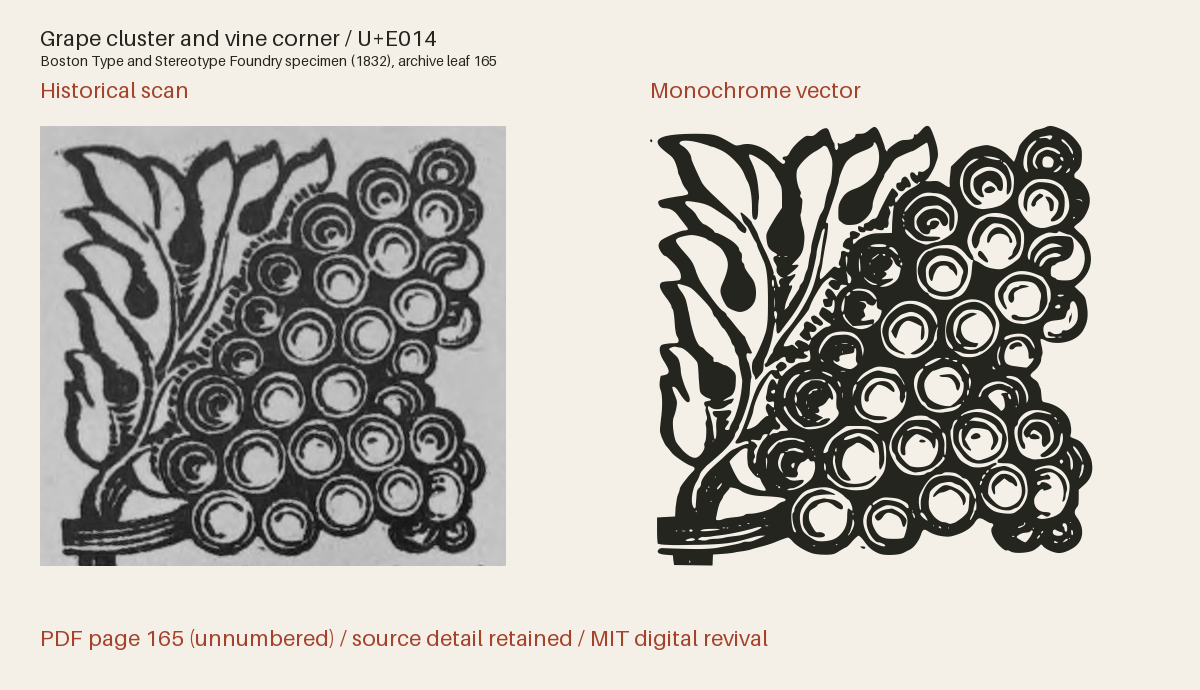 Grape cluster and vine corner / U+E014
Boston Type and Stereotype Foundry specimen (1832), archive leaf 165
Historical scan
Monochrome vector
PDF page 165 (unnumbered) / source detail retained / MIT digital revival